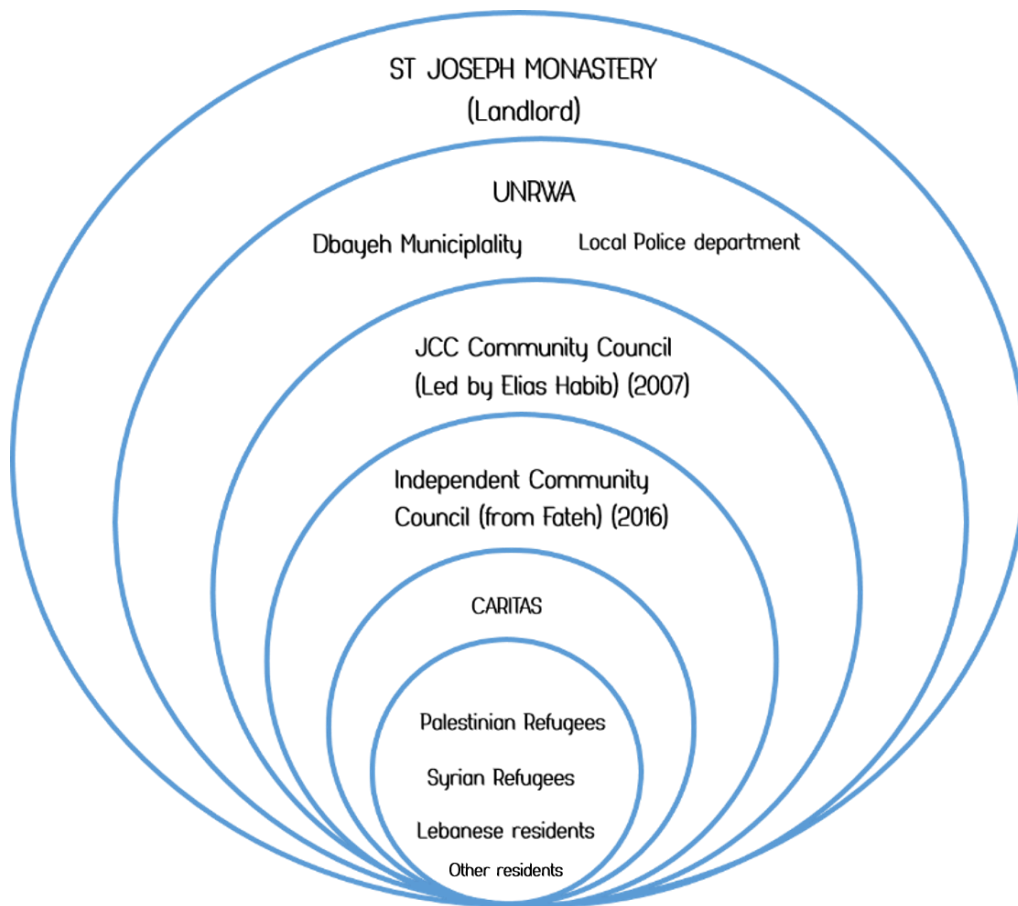 ST JOSEPH MONASTERY
(Landlord)
UNRWA
Dbayeh Municiplality
Local Police department
JCC Community Council
(Led by Elias Habib) (2007)
Independent Community
Council (from Fateh) (2016)
CARITAS
Palestinian Refugees
Syrian Refugees
Lebanese residents
Other residents